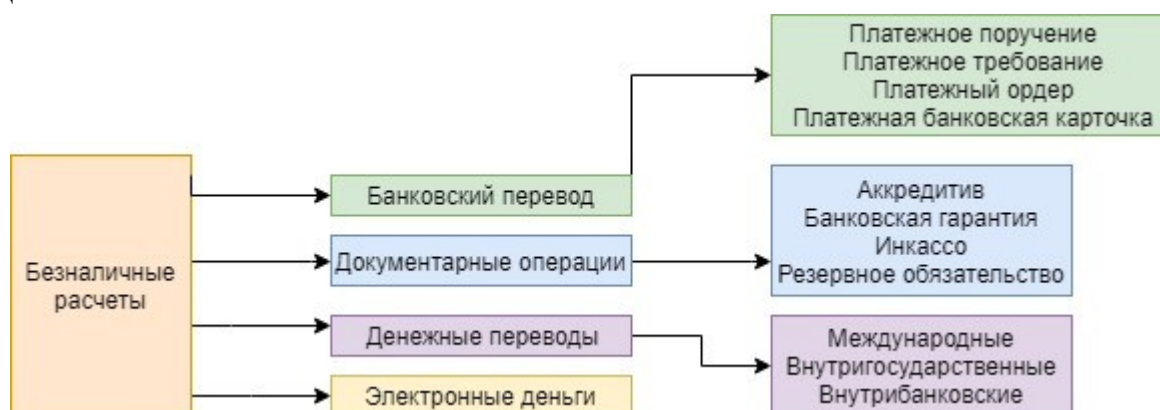 Безналичные
расчеты
Банковский перевод
Документарные операции
Денежные переводы
Электронные деньги
Платежное поручение
Платежное требование
Платежный ордер
Платежная банковская карточка
Аккредитив
Банковская гарантия
Инкассо
Резервное обязательство
Международные
Внутригосударственные
Внутрибанковские